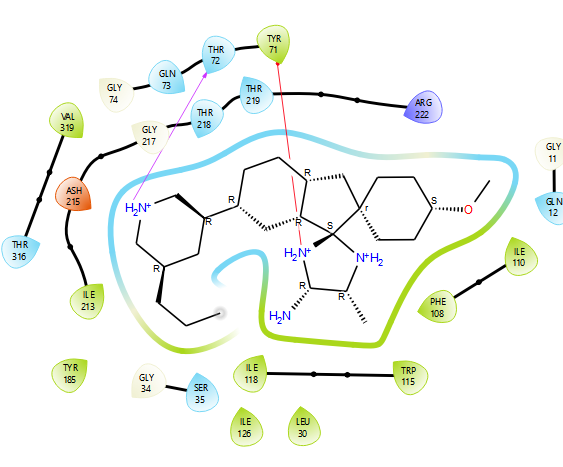 TYR
71
THR
72
GLN
73
GLY
74
THR
219
ARG
222
VAL
319
THR
218
GLY
217
GLY
11
ASH
215
GLN
12
H₂N⁺
R
R
R
R
S
S
r
O
THR
316
H₂N⁺
N⁺H₂
ILE
110
R
R
R
H₂N
ILE
213
PHE
108
TYR
185
GLY
34
SER
35
ILE
118
TRP
115
ILE
126
LEU
30